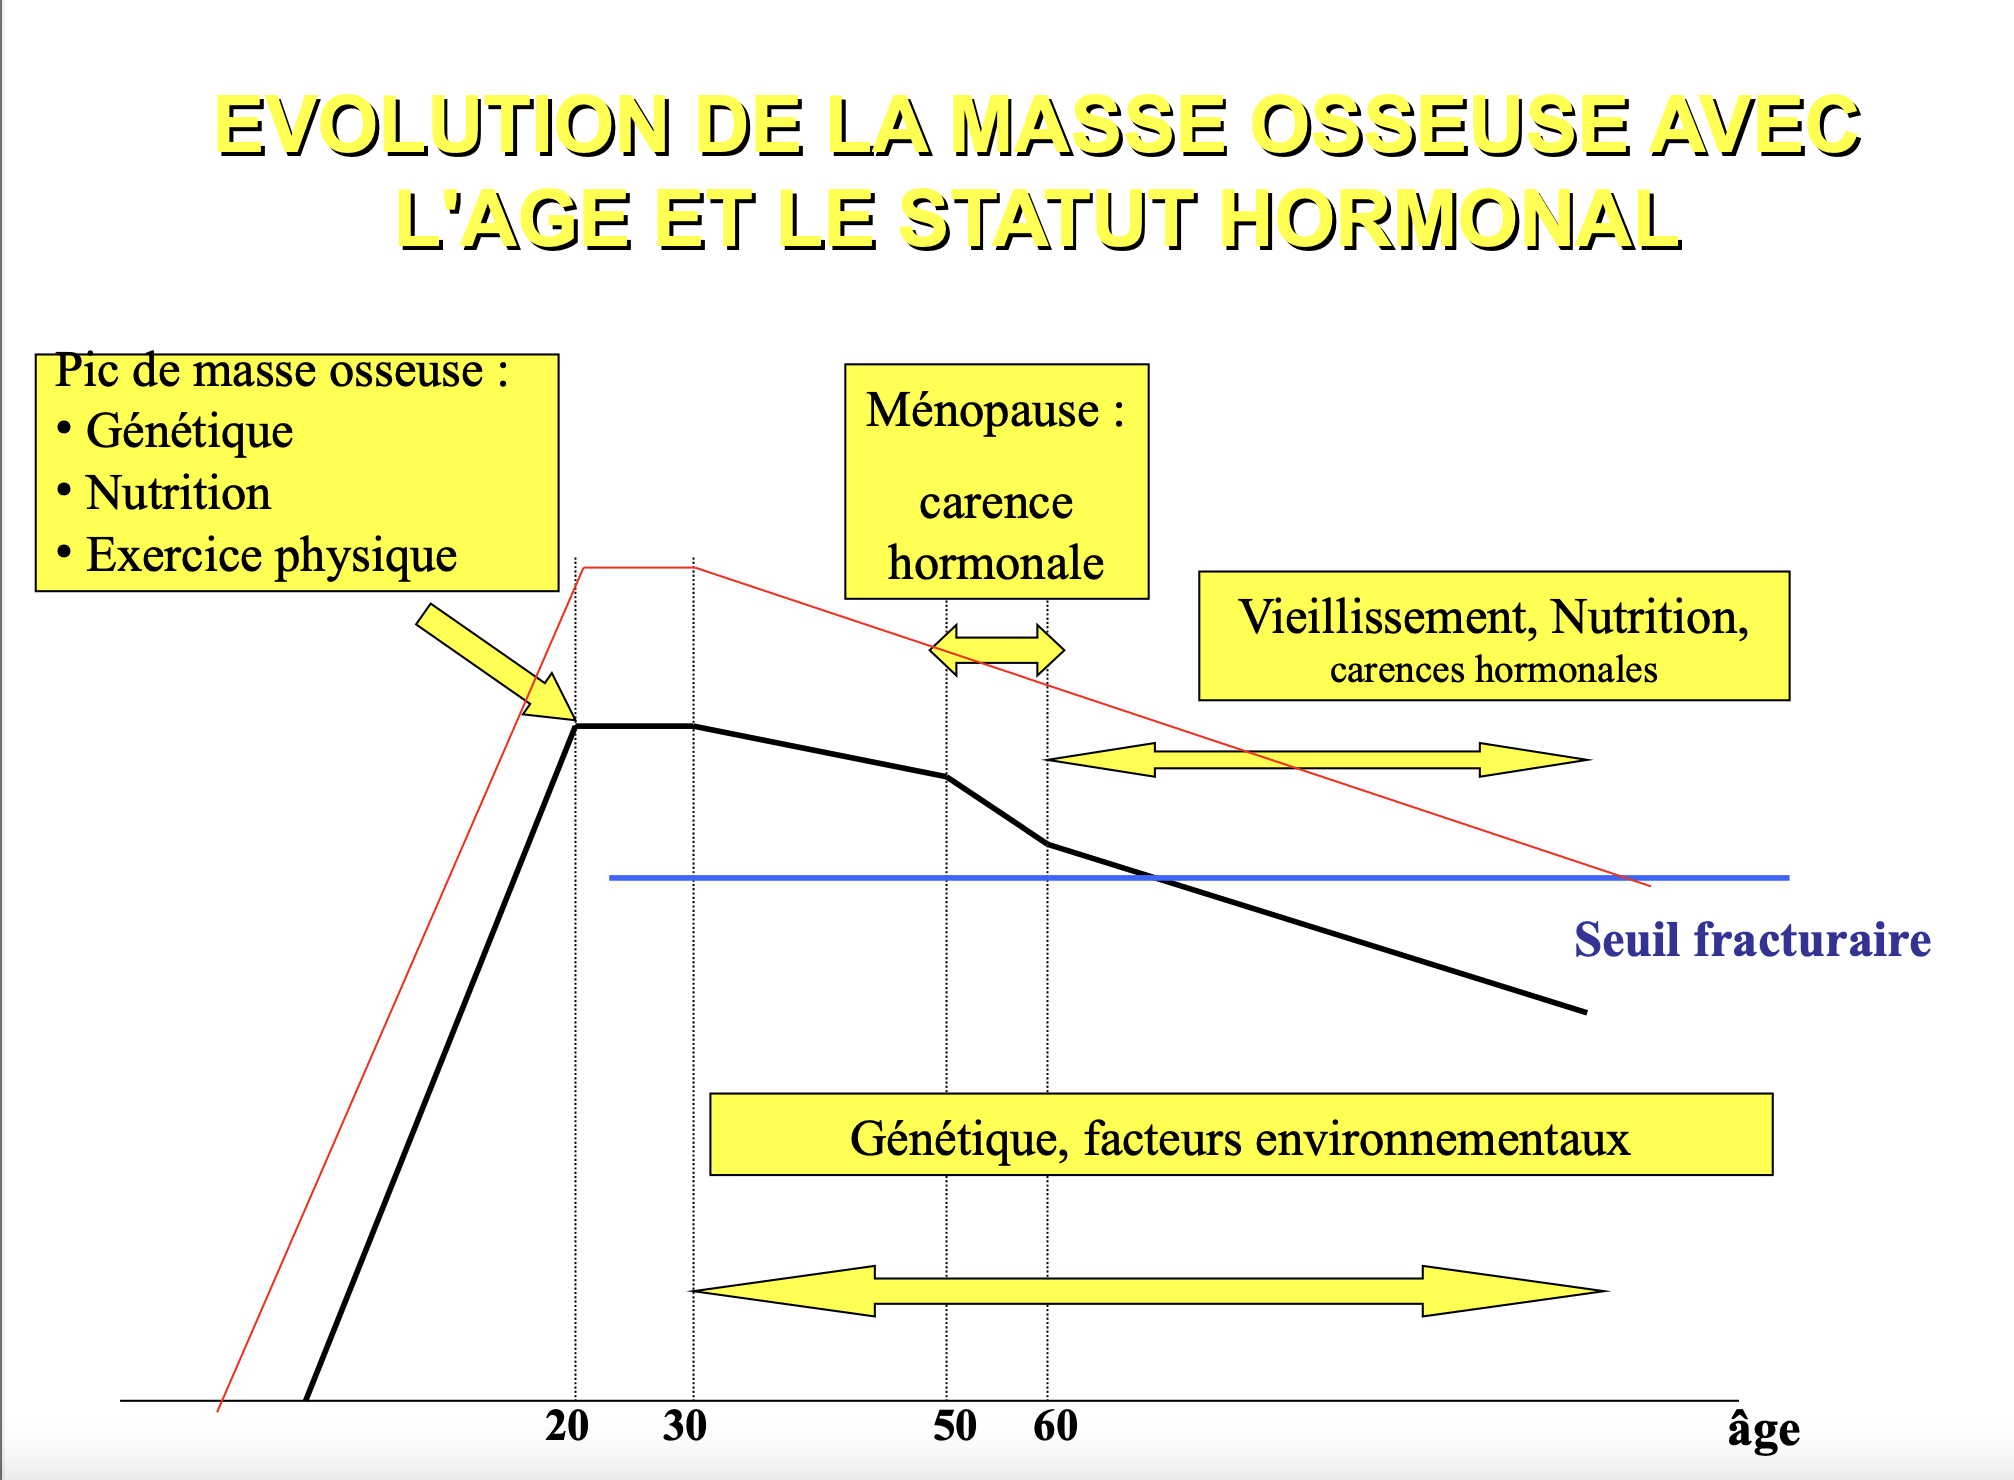 EVOLUTION DE LA MASSE OSSEUSE AVEC
L'AGE ET LE STATUT HORMONAL
Pic de masse osseuse :
• Génétique
• Nutrition
• Exercice physique
Ménopause :
carence
hormonale
Vieillissement, Nutrition,
carences hormonales
Seuil fracturaire
Génétique, facteurs environnementaux
20 30 50 60 âge